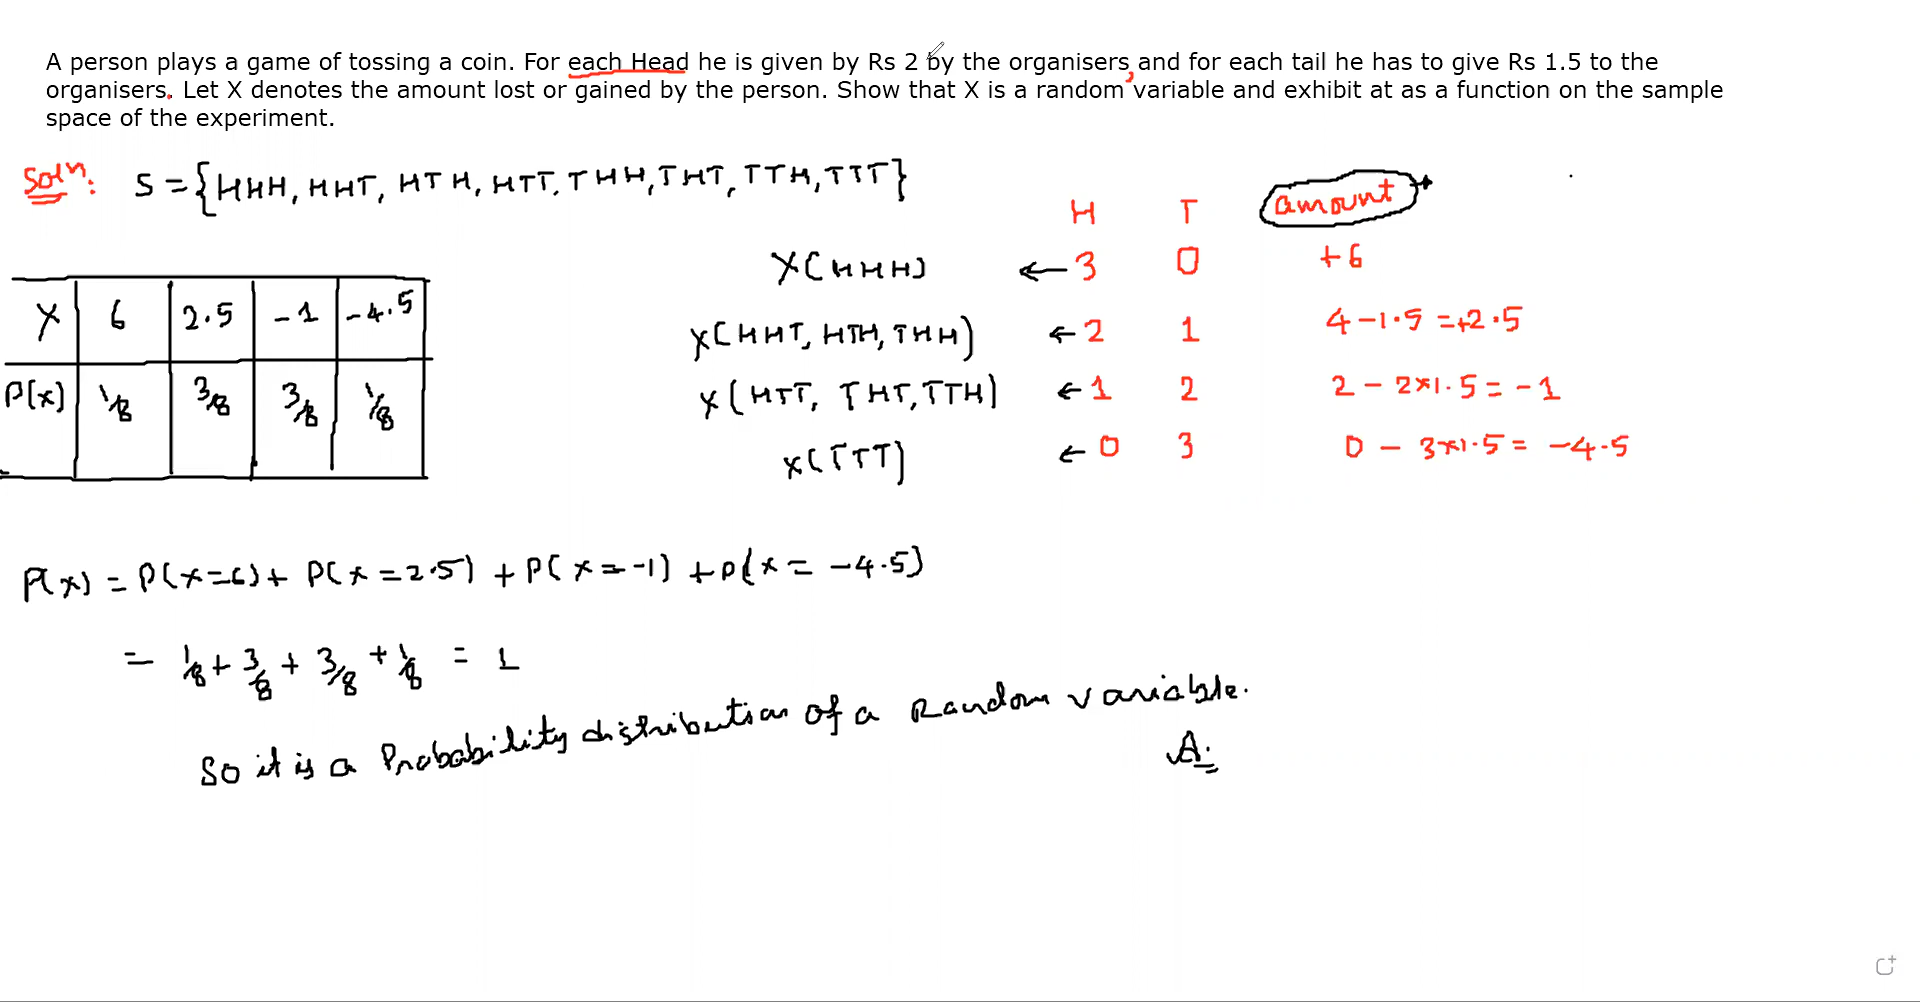 A person plays a game of tossing a coin. For each Head he is given by Rs 2 by the organisers, and for each tail he has to give Rs 1.5 to the
organisers. Let X denotes the amount lost or gained by the person. Show that X is a random variable and exhibit at as a function on the sample
space of the experiment.
Solⁿ: S = {HHH, HHT, HTH, HTT, THH, THT, TTH, TTT}
H T amount
X(HHH) ← 3 0 +6
X(HHT, HTH, THH) ← 2 1 4 - 1.5 = +2.5
X(HTT, THT, TTH) ← 1 2 2 - 2×1.5 = -1
X(TTT) ← 0 3 0 - 3×1.5 = -4.5
X 6 2.5 -1 -4.5
P(x) 1/8 3/8 3/8 1/8
P(x) = P(x=6) + P(x=2.5) + P(x=-1) + P(x=-4.5)
= 1/8 + 3/8 + 3/8 + 1/8 = 1
So it is a Probability distribution of a Random variable.
A: